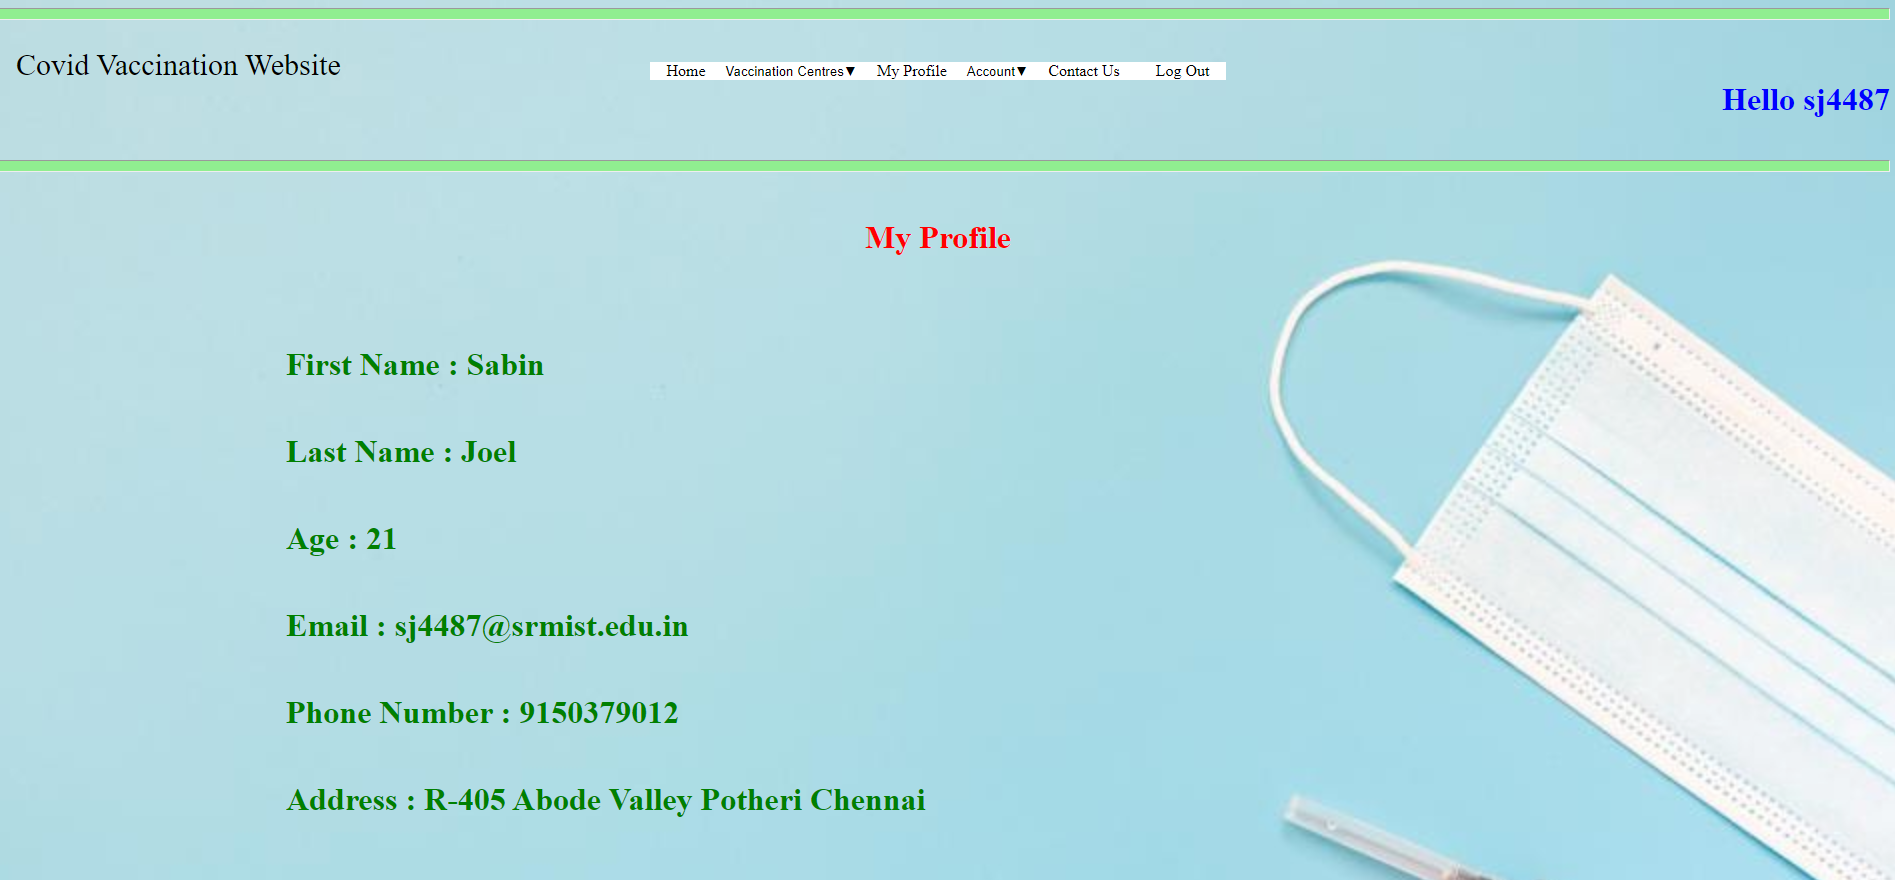 Covid Vaccination Website
Home Vaccination Centres▼ My Profile Account▼ Contact Us Log Out
Hello sj4487
My Profile
First Name : Sabin
Last Name : Joel
Age : 21
Email : sj4487@srmist.edu.in
Phone Number : 9150379012
Address : R-405 Abode Valley Potheri Chennai